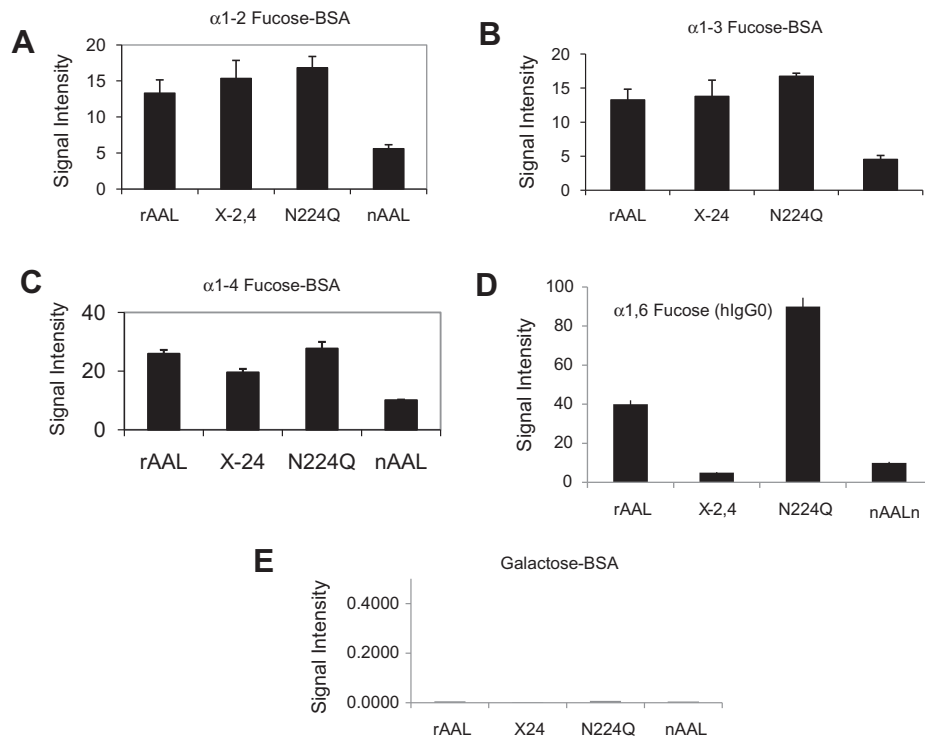 A
α1-2 Fucose-BSA
Signal Intensity
20
15
10
5
0
rAAL X-2,4 N224Q nAAL
B
α1-3 Fucose-BSA
Signal Intensity
20
15
10
5
0
rAAL X-24 N224Q
C
α1-4 Fucose-BSA
Signal Intensity
40
20
0
rAAL X-24 N224Q nAAL
D
α1,6 Fucose (hIgG0)
Signal Intensity
100
80
60
40
20
0
rAAL X-2,4 N224Q nAALn
E
Galactose-BSA
Signal Intensity
0.4000
0.2000
0.0000
rAAL X24 N224Q nAAL